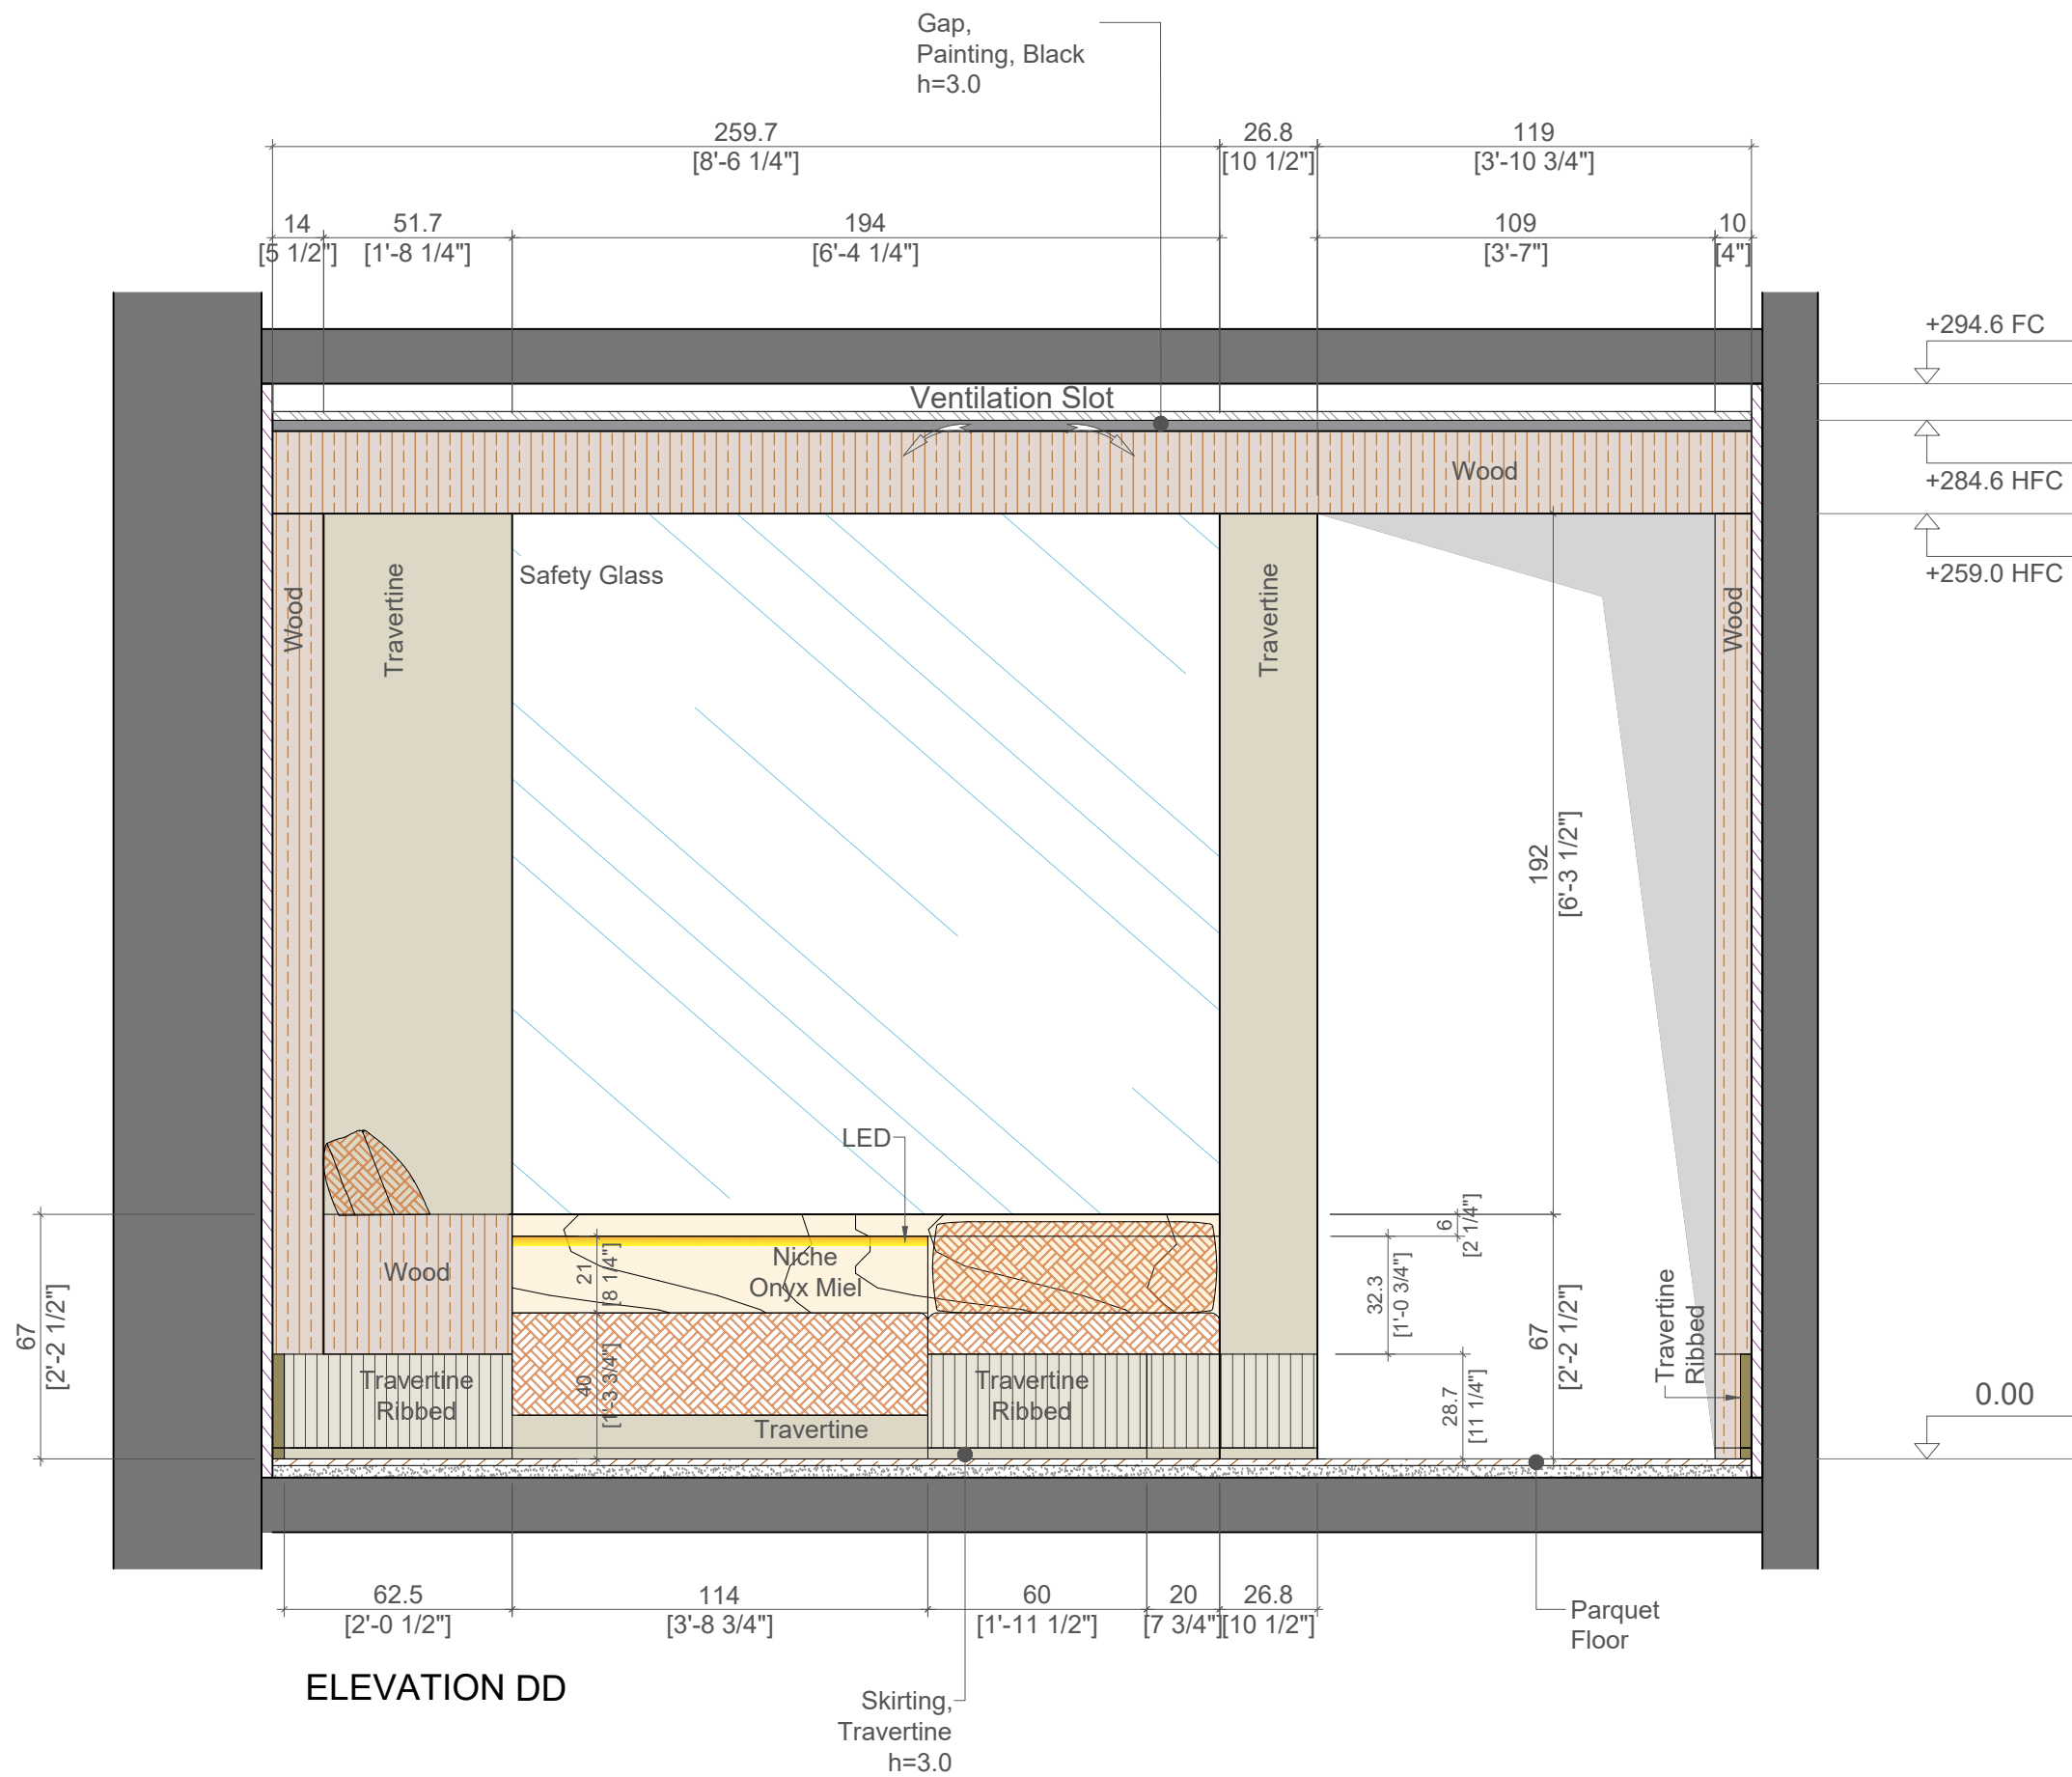 Gap,
Painting, Black
h=3.0
259.7
[8'-6 1/4"]
26.8
[10 1/2"]
119
[3'-10 3/4"]
14
[5 1/2"]
51.7
[1'-8 1/4"]
194
[6'-4 1/4"]
109
[3'-7"]
10
[4"]
+294.6 FC
Ventilation Slot
Wood
+284.6 HFC
+259.0 HFC
Wood
Travertine
Safety Glass
Travertine
Wood
192
[6'-3 1/2"]
LED
6
[2 1/4"]
Niche
Onyx Miel
21
[8 1/4"]
Wood
32.3
[1'-0 3/4"]
67
[2'-2 1/2"]
67
[2'-2 1/2"]
Travertine
Ribbed
Travertine
Ribbed
40
[1'-3 3/4"]
Travertine
Travertine
Ribbed
28.7
[11 1/4"]
0.00
62.5
[2'-0 1/2"]
114
[3'-8 3/4"]
60
[1'-11 1/2"]
20
[7 3/4"]
26.8
[10 1/2"]
Parquet
Floor
ELEVATION DD
Skirting,
Travertine
h=3.0